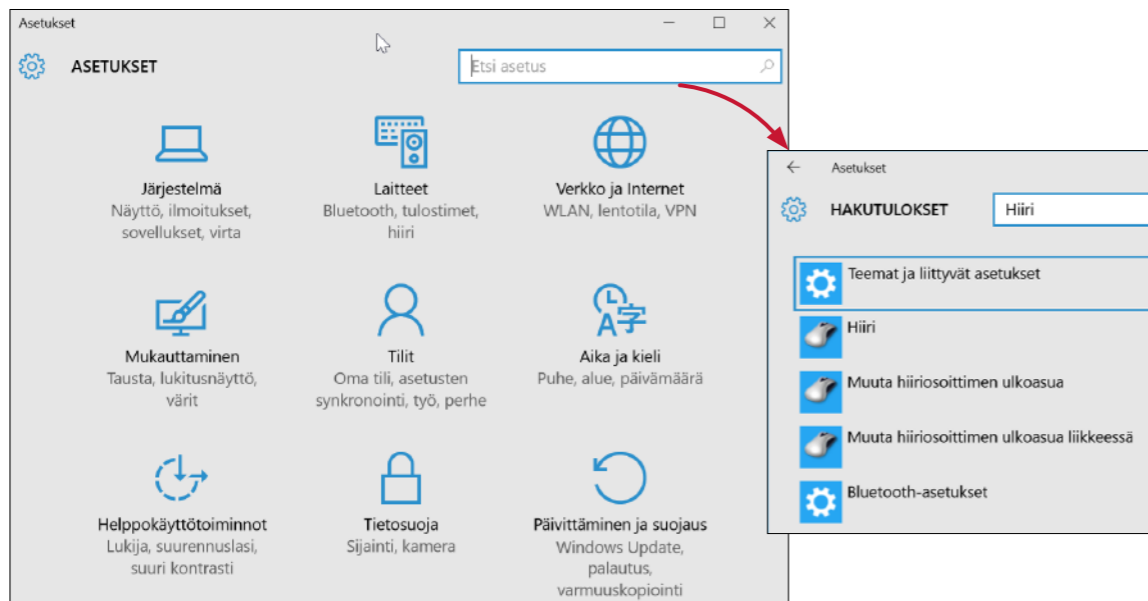 Asetukset
ASETUKSET
Etsi asetus
Järjestelmä
Näyttö, ilmoitukset,
sovellukset, virta
Laitteet
Bluetooth, tulostimet,
hiiri
Verkko ja Internet
WLAN, lentotila, VPN
Mukauttaminen
Tausta, lukitusnäyttö,
värit
Tilit
Oma tili, asetusten
synkronointi, työ, perhe
A字
Aika ja kieli
Puhe, alue, päivämäärä
Helppokäyttötoiminnot
Lukija, suurennuslasi,
suuri kontrasti
Tietosuoja
Sijainti, kamera
Päivittäminen ja suojaus
Windows Update,
palautus,
varmuuskopiointi
Asetukset
HAKUTULOKSET
Hiiri
Teemat ja liittyvät asetukset
Hiiri
Muuta hiiriosoittimen ulkoasua
Muuta hiiriosoittimen ulkoasua liikkeessä
Bluetooth-asetukset